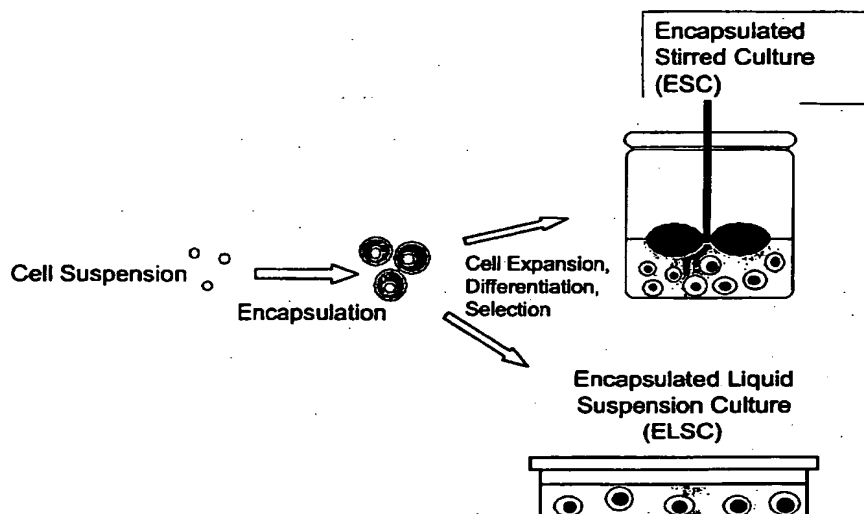 Encapsulated
Stirred Culture
(ESC)
Cell Suspension
Encapsulation
Cell Expansion,
Differentiation,
Selection
Encapsulated Liquid
Suspension Culture
(ELSC)